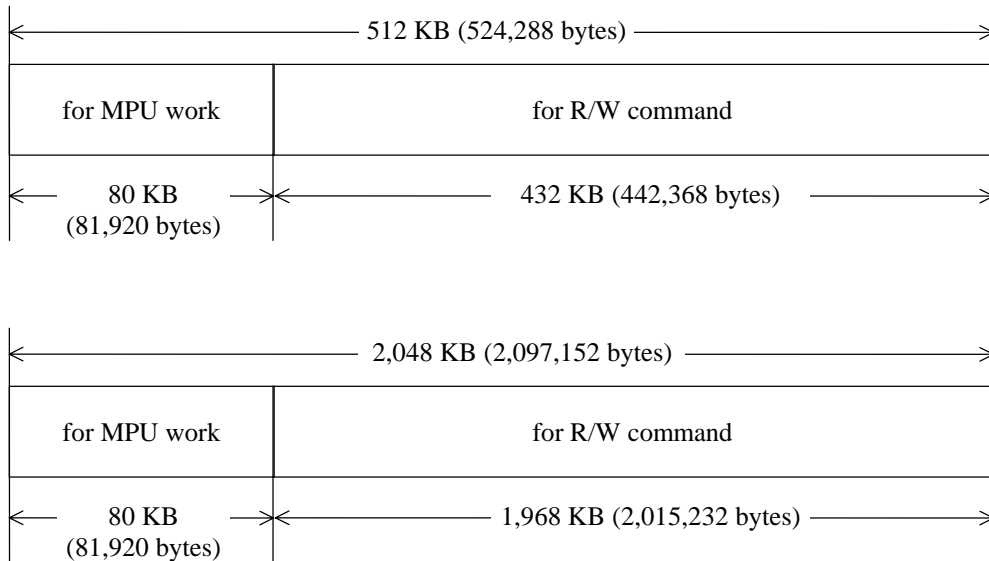 512 KB (524,288 bytes)
for MPU work
for R/W command
80 KB
(81,920 bytes)
432 KB (442,368 bytes)
2,048 KB (2,097,152 bytes)
for MPU work
for R/W command
80 KB
(81,920 bytes)
1,968 KB (2,015,232 bytes)